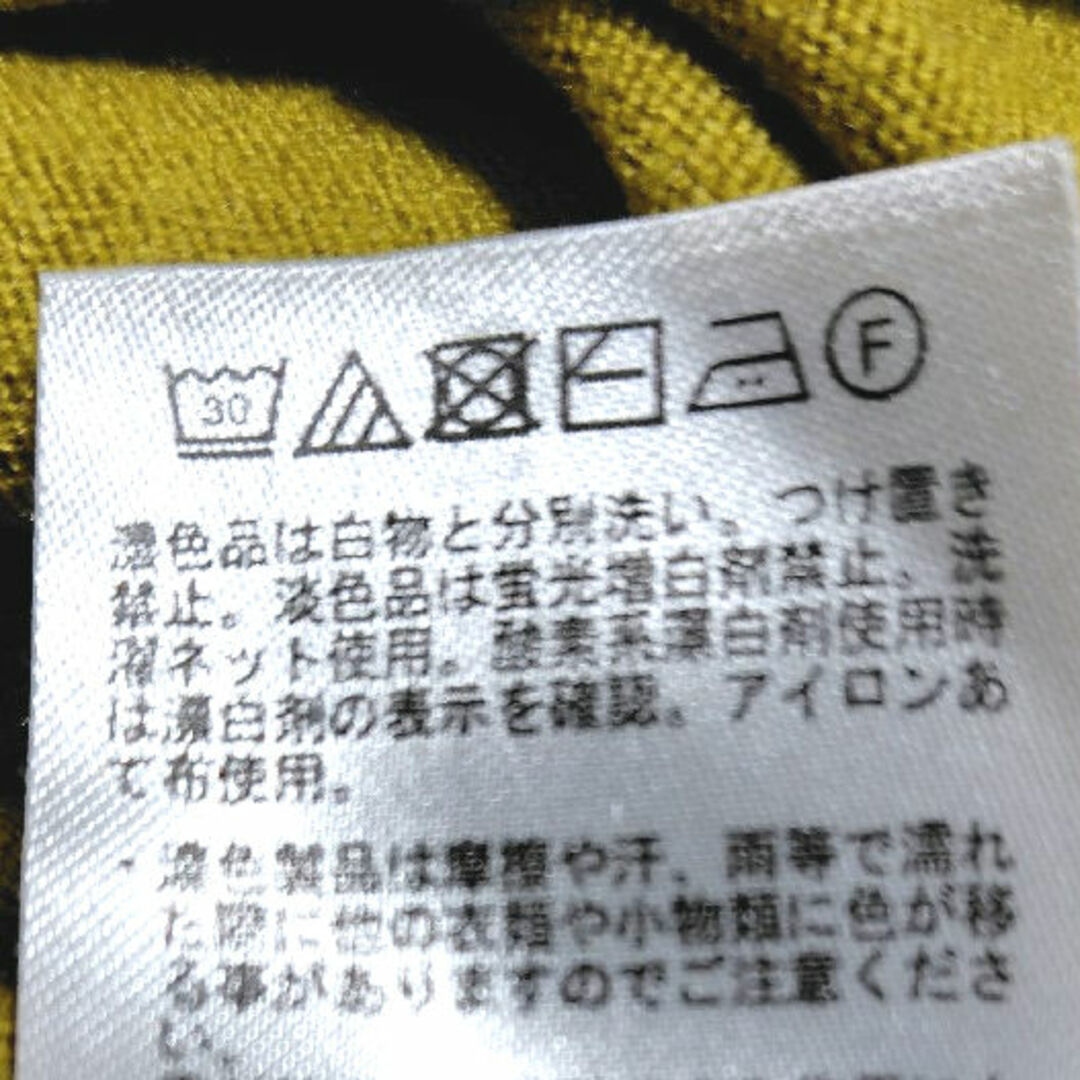 30 F
濃色品は白物と分別洗い。つけ置き
禁止。淡色品は蛍光増白剤禁止。洗
濯ネット使用。酸素系漂白剤使用時
は漂白剤の表示を確認。アイロンあ
て布使用。
・濃色製品は摩擦や汗、雨等で濡れ
た際に他の衣類や小物類に色が移
る事がありますのでご注意くださ
い。